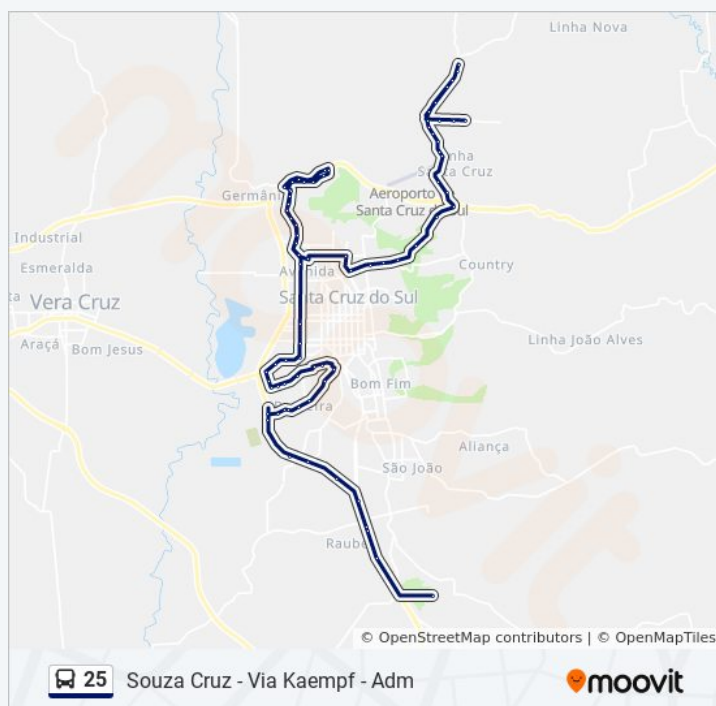 Linha Nova
Linha
Santa Cruz
Germân
Aeroporto
Santa Cruz do Sul
Industrial
Esmeralda
Avenida
Country
Vera Cruz
Santa Cruz do Sul
Araçá
Bom Jesus
Linha João Alves
Bom Fim
Aliança
São João
Raube
© OpenStreetMap contributors | © OpenMapTiles
25
Souza Cruz - Via Kaempf - Adm
moovit